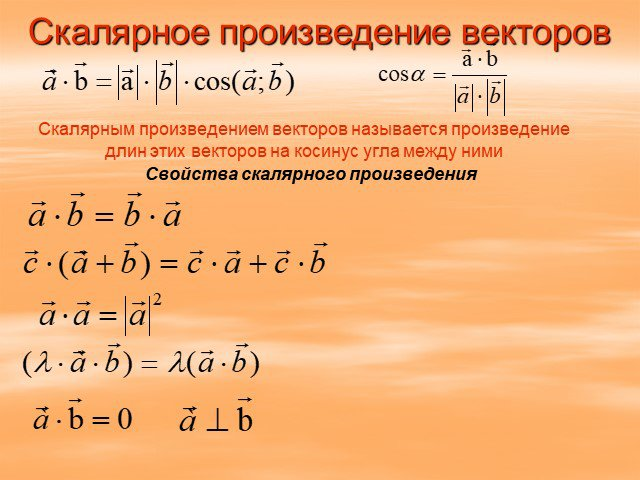 Скалярное произведение векторов
a⃗ · b⃗ = |a⃗| · |b⃗| · cos(a⃗; b⃗)
cosα = (a⃗ · b⃗) / (|a⃗| · |b⃗|)
Скалярным произведением векторов называется произведение
длин этих векторов на косинус угла между ними
Свойства скалярного произведения
a⃗ · b⃗ = b⃗ · a⃗
c⃗ · (a⃗ + b⃗) = c⃗ · a⃗ + c⃗ · b⃗
a⃗ · a⃗ = |a⃗|²
(λ · a⃗ · b⃗) = λ(a⃗ · b⃗)
a⃗ · b⃗ = 0 a⃗ ⊥ b⃗